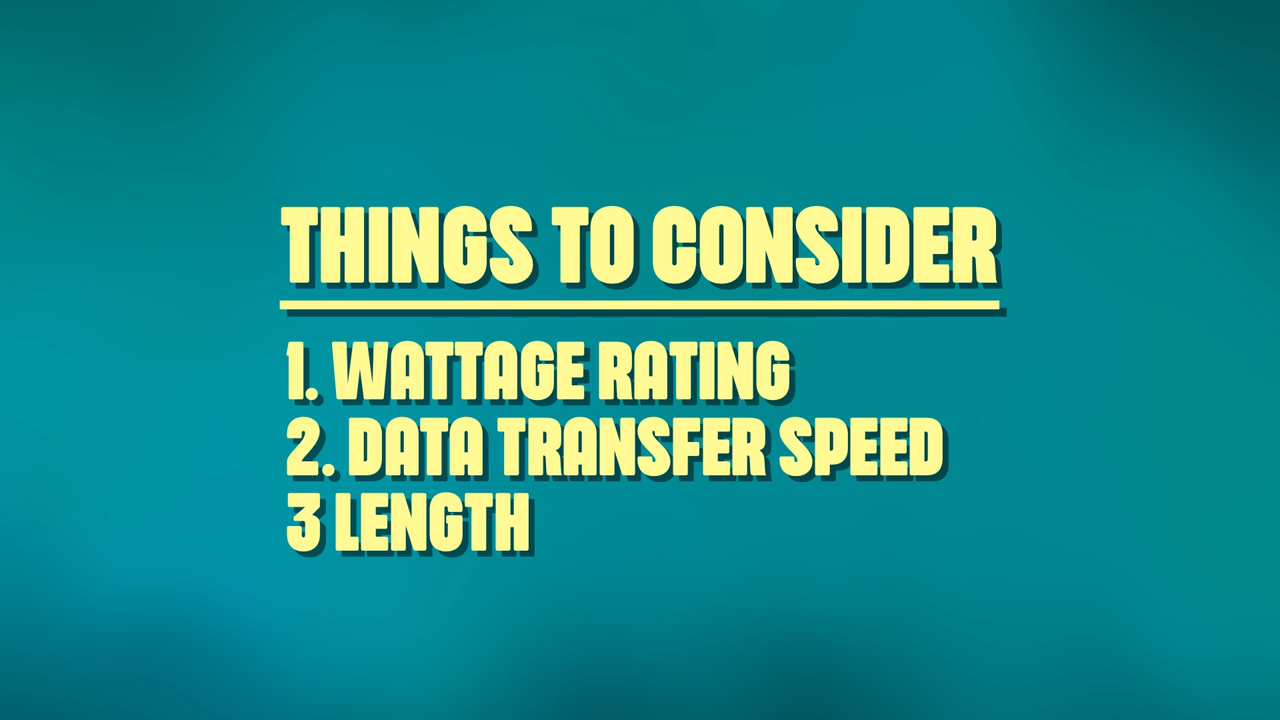 THINGS TO CONSIDER
1. WATTAGE RATING
2. DATA TRANSFER SPEED
3 LENGTH